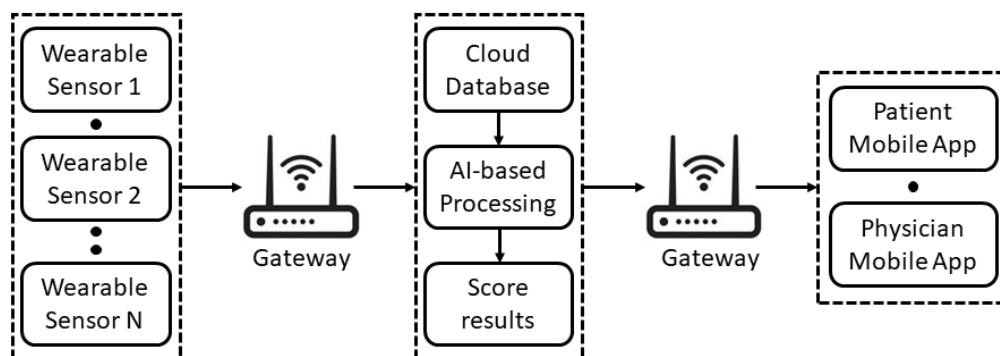 Wearable
Sensor 1
Wearable
Sensor 2
Wearable
Sensor N
Gateway
Cloud
Database
AI-based
Processing
Score
results
Gateway
Patient
Mobile App
Physician
Mobile App